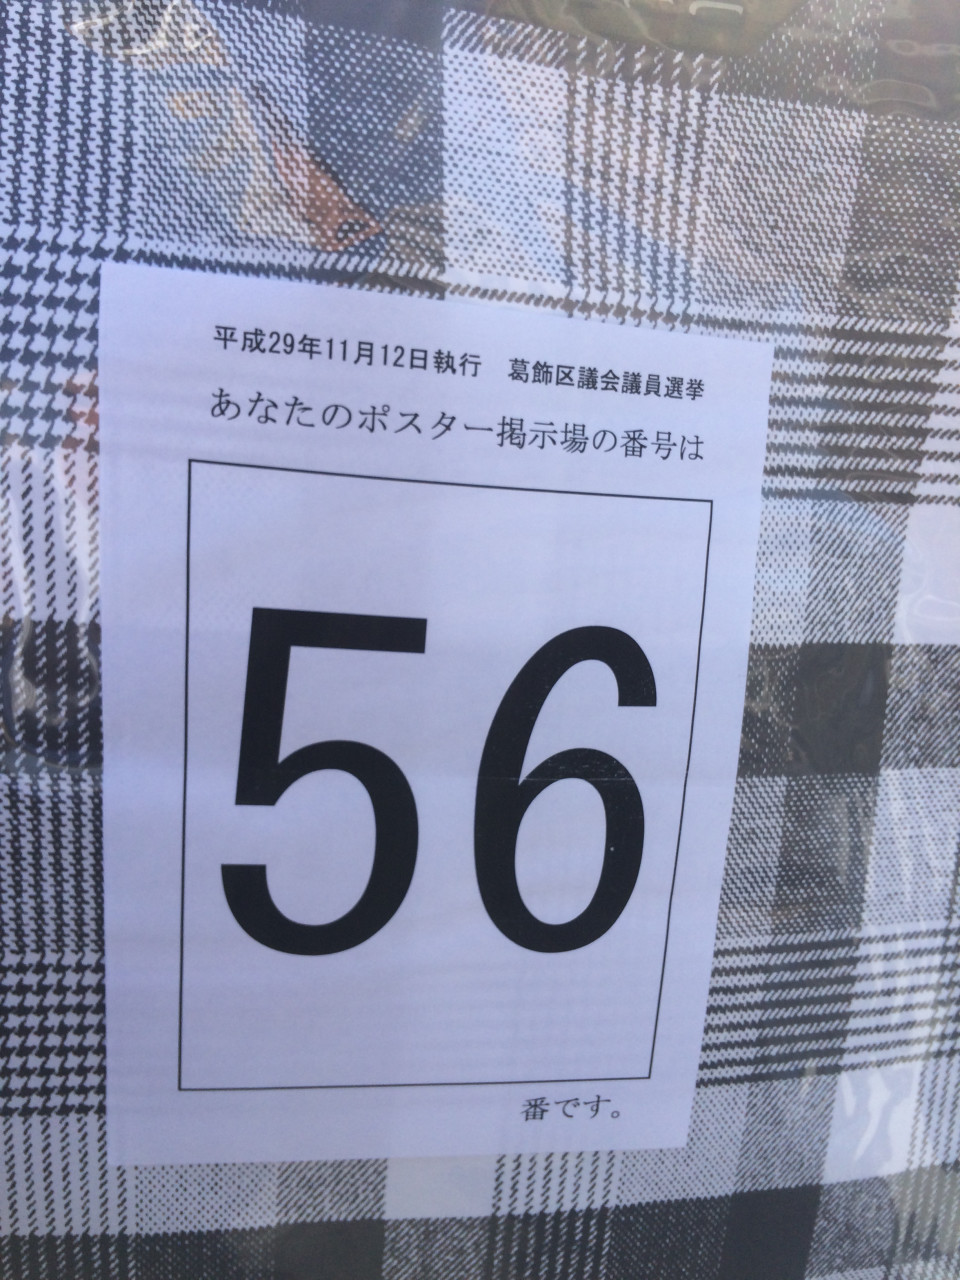 平成29年11月12日執行　葛飾区議会議員選挙
あなたのポスター掲示場の番号は
56
番です。